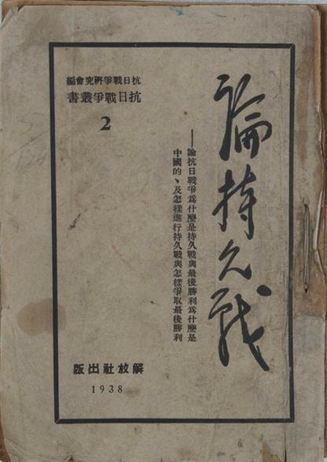 論持久戰
——論抗日戰爭爲什麼是持久戰與最後勝利爲什麼是
中國的、及怎樣進行持久戰與怎樣爭取最後勝利
抗日戰爭硏究會編
抗日戰爭叢書
2
解放社出版
1938